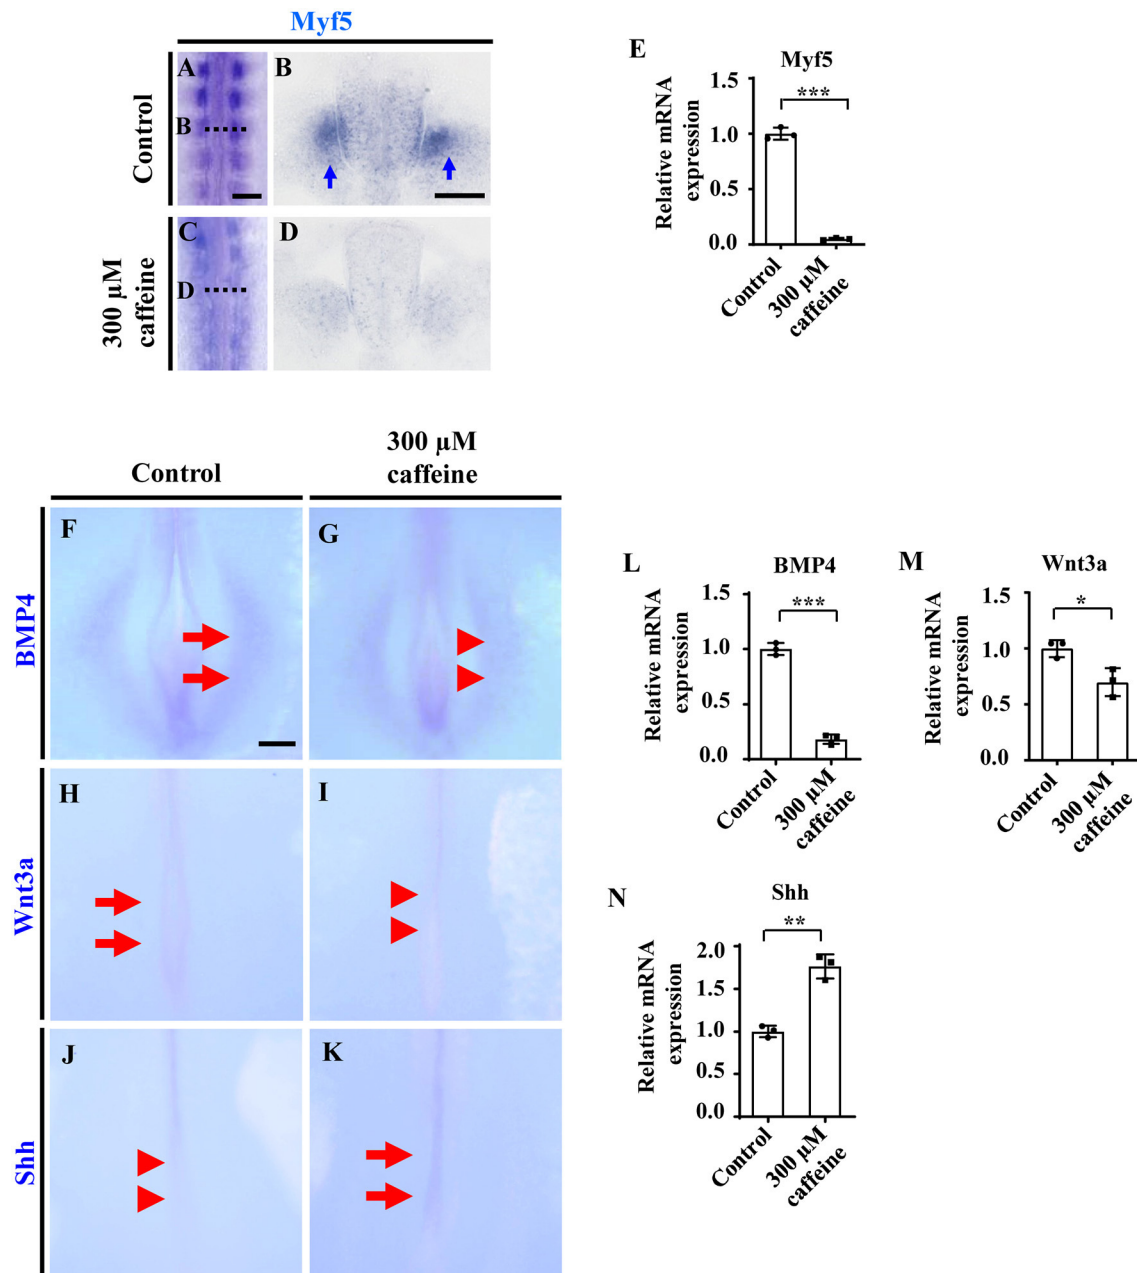 Myf5
Control
A
B
B
300 µM
caffeine
C
D
D
E
Myf5
***
Relative mRNA
expression
1.5
1.0
0.5
0.0
Control
300 µM
caffeine
Control
300 µM
caffeine
BMP4
F
G
Wnt3a
H
I
Shh
J
K
L
BMP4
***
Relative mRNA
expression
1.5
1.0
0.5
0.0
Control
300 µM
caffeine
M
Wnt3a
*
Relative mRNA
expression
1.5
1.0
0.5
0.0
Control
300 µM
caffeine
N
Shh
**
Relative mRNA
expression
2.0
1.5
1.0
0.5
0.0
Control
300 µM
caffeine